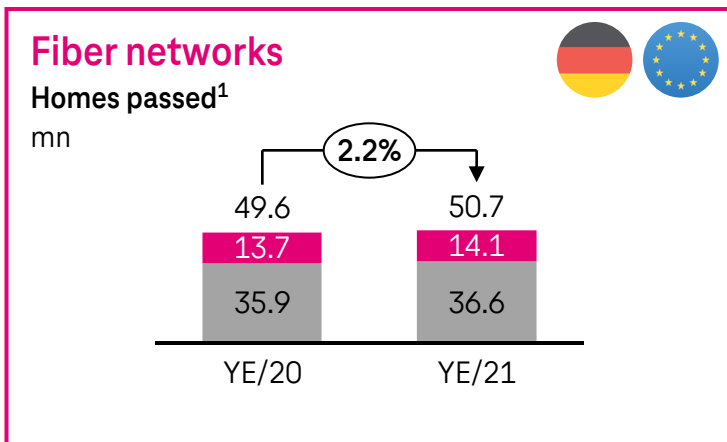 Fiber networks
Homes passed1
mn
2.2%
49.6 50.7
13.7 14.1
35.9 36.6
YE/20 YE/21